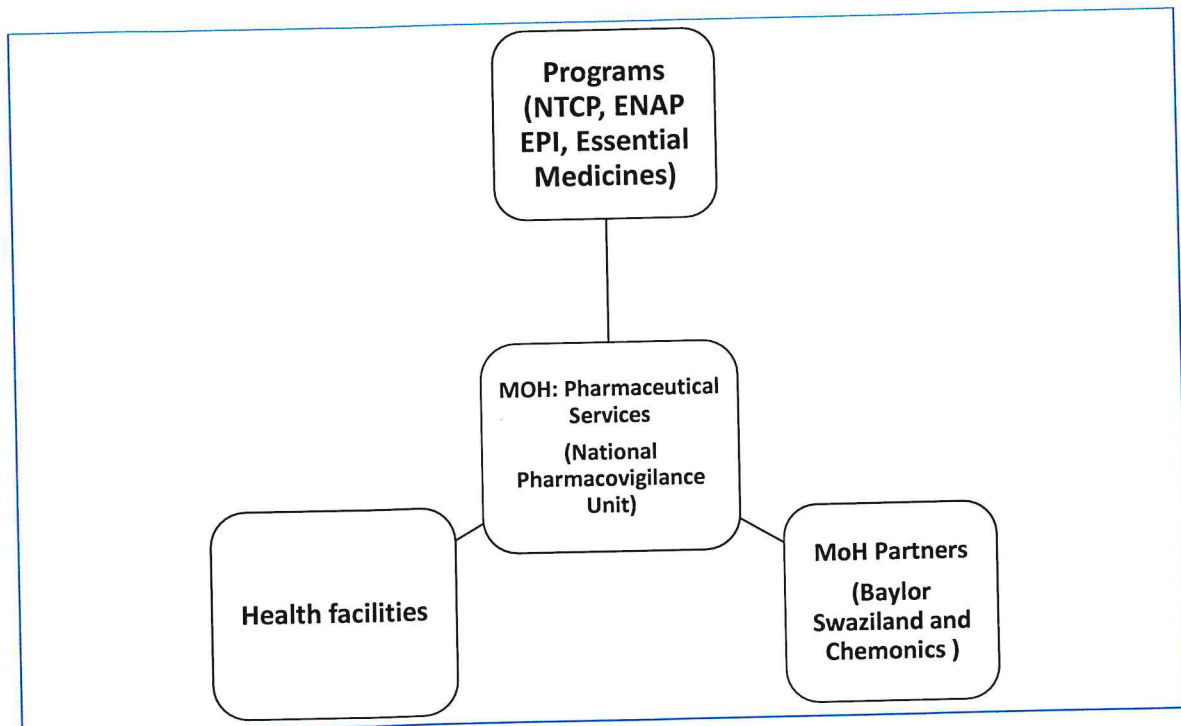 Programs
(NTCP, ENAP
EPI, Essential
Medicines)
MOH: Pharmaceutical
Services
(National
Pharmacovigilance
Unit)
Health facilities
MoH Partners
(Baylor
Swaziland and
Chemonics )